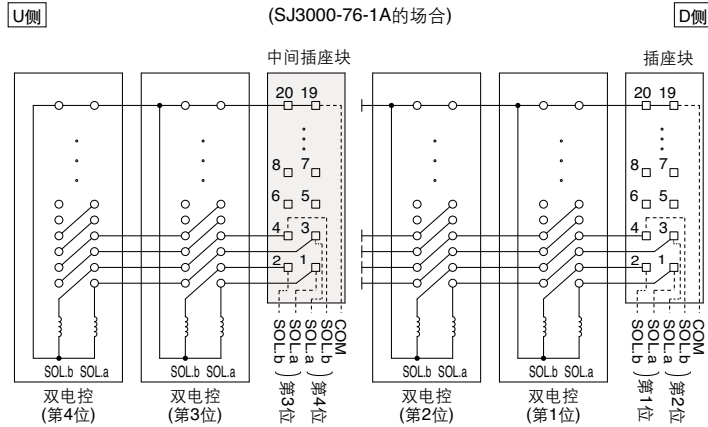 U侧
(SJ3000-76-1A的场合)
D侧
中间插座块
插座块
20 19
8 7
6 5
4 3
2 1
20 19
8 7
6 5
4 3
2 1
SOL.b SOL.a
SOL.b SOL.a
SOL.b
SOL.a
SOL.a
SOL.b
COM
SOL.b SOL.a
SOL.b SOL.a
SOL.b
SOL.a
SOL.a
SOL.b
COM
双电控
(第4位)
双电控
(第3位)
第3位
第4位
双电控
(第2位)
双电控
(第1位)
第1位
第2位